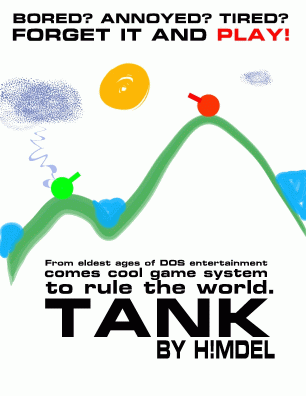 BORED? ANNOYED? TIRED?
FORGET IT AND PLAY!
From eldest ages of DOS entertainment
comes cool game system
to rule the world.
TANK
BY H!MDEL